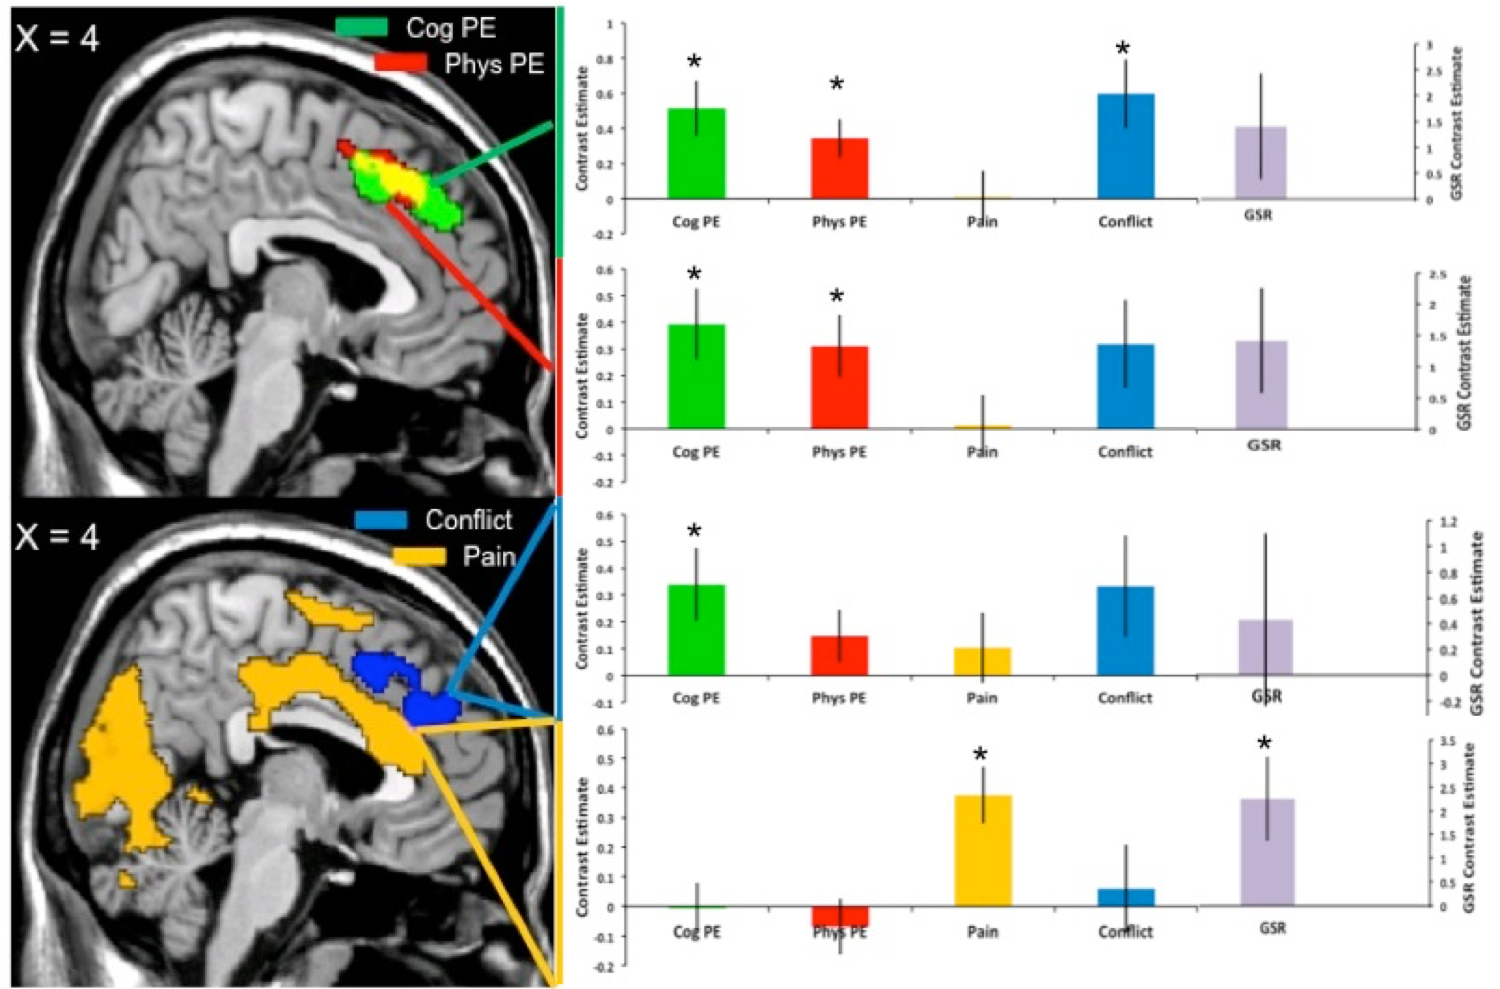 X = 4
Cog PE
Phys PE
X = 4
Conflict
Pain
Contrast Estimate
1
0.8
0.6
0.4
0.2
0
-0.2
*
*
*
Cog PE
Phys PE
Pain
Conflict
GSR
3
2.5
2
1.5
1
0.5
0
GSR Contrast Estimate
Contrast Estimate
0.6
0.5
0.4
0.3
0.2
0.1
0
-0.1
-0.2
*
*
Cog PE
Phys PE
Pain
Conflict
GSR
2.5
2
1.5
1
0.5
0
GSR Contrast Estimate
Contrast Estimate
0.6
0.5
0.4
0.3
0.2
0.1
0
-0.1
*
Cog PE
Phys PE
Pain
Conflict
GSR
1.2
1
0.8
0.6
0.4
0.2
0
-0.2
GSR Contrast Estimate
Contrast Estimate
0.6
0.5
0.4
0.3
0.2
0.1
0
-0.1
-0.2
*
*
Cog PE
Phys PE
Pain
Conflict
GSR
3.5
3
2.5
2
1.5
1
0.5
0
GSR Contrast Estimate